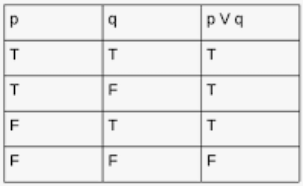 p q p V q
T T T
T F T
F T T
F F F